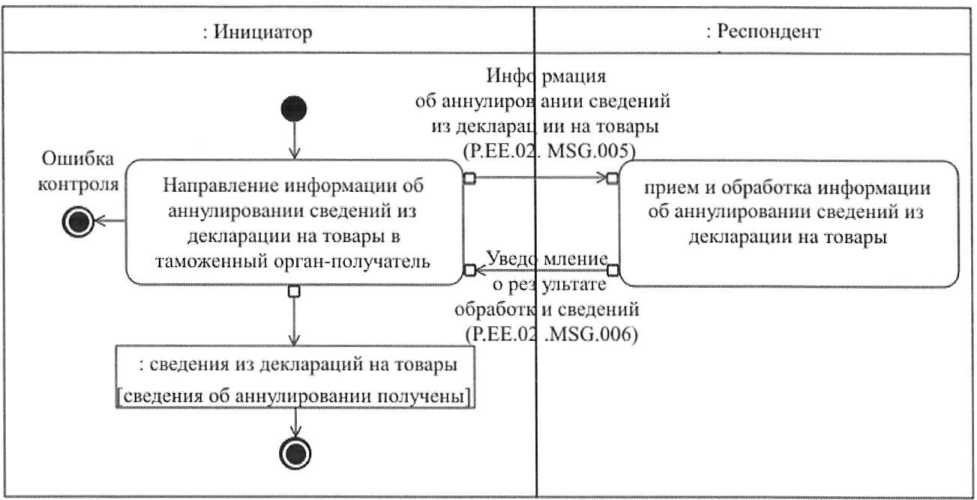 : Инициатор
: Респондент
Информация
об аннулировании сведений
из декларации на товары
(P.EE.02. MSG.005)
Ошибка
контроля
Направление информации об
аннулировании сведений из
декларации на товары в
таможенный орган-получатель
прием и обработка информации
об аннулировании сведений из
декларации на товары
Уведомление
о результате
обработки сведений
(P.EE.02 .MSG.006)
: сведения из деклараций на товары
[сведения об аннулировании получены]